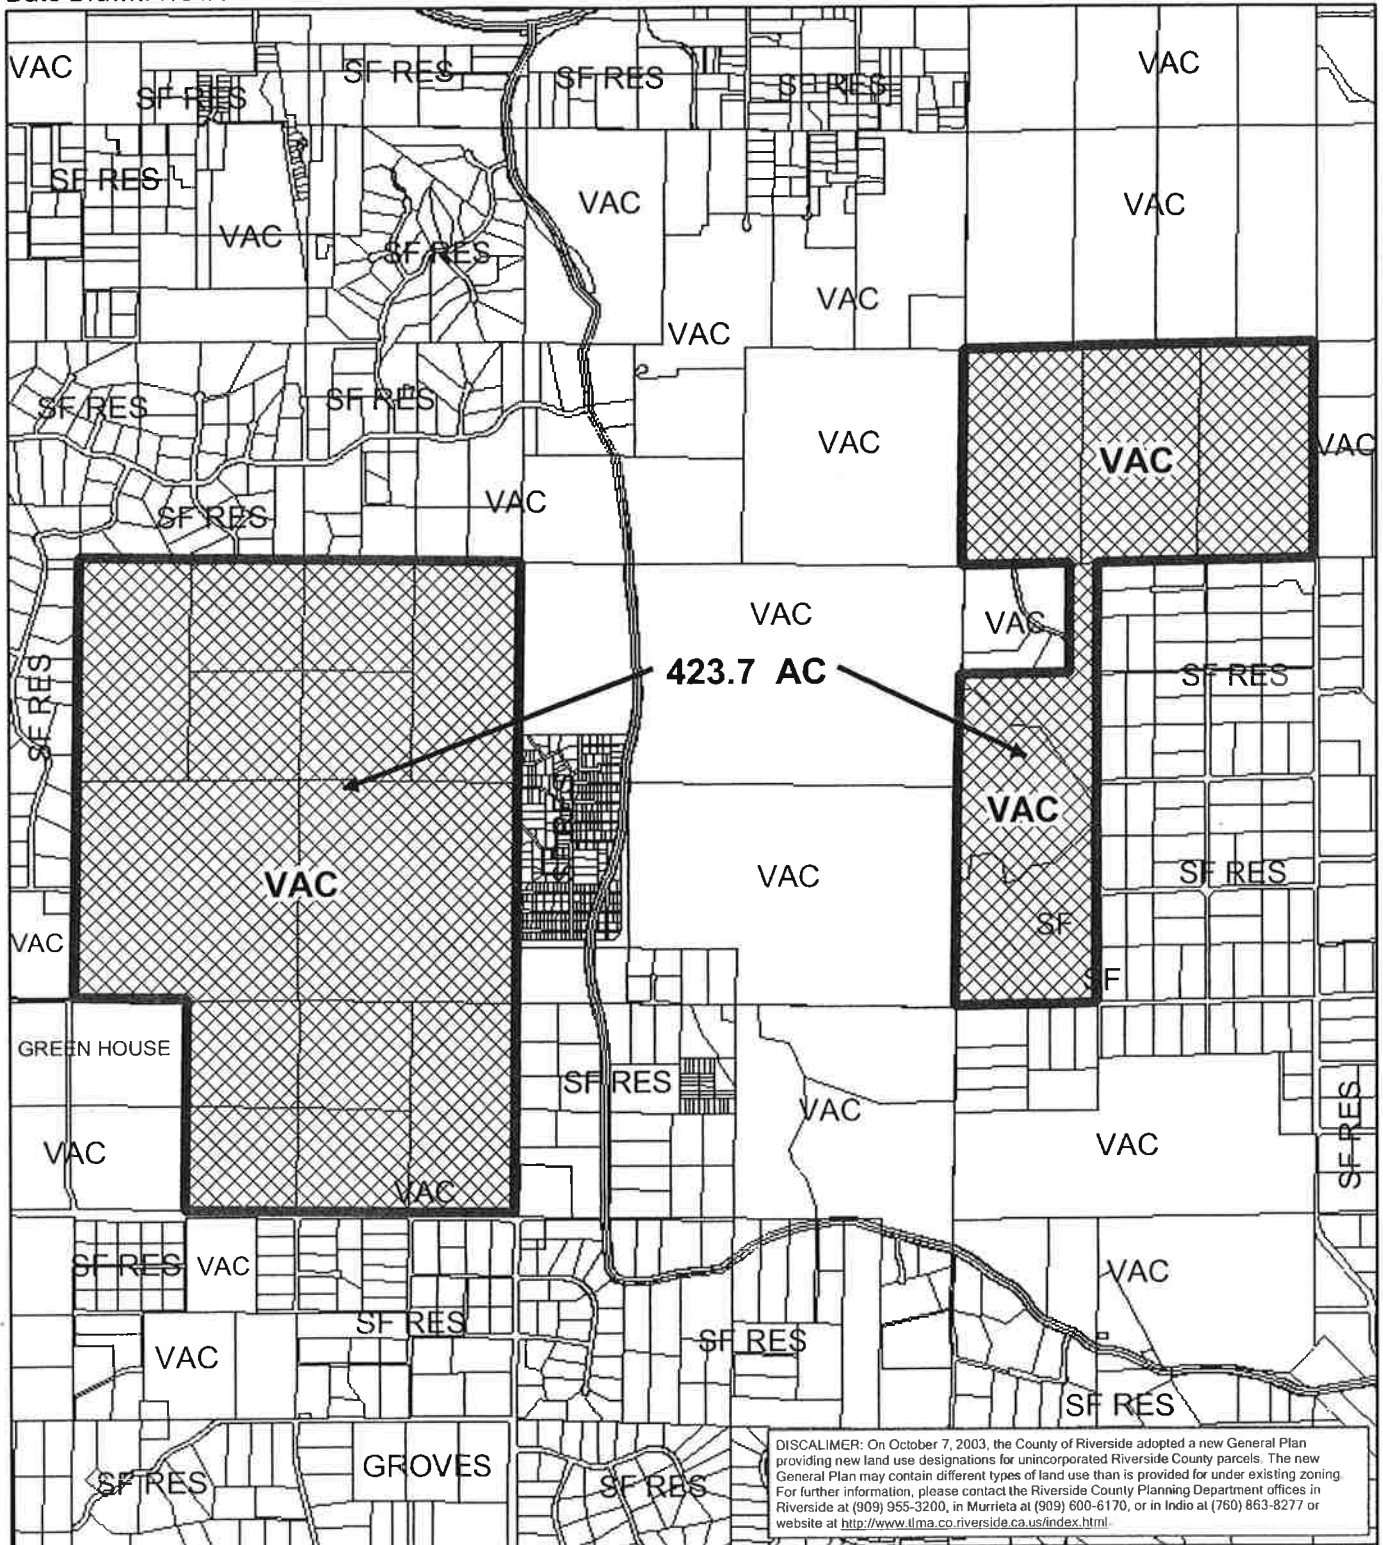 VAC
SF RES
SF RES
SF RES
SF RES
VAC
SF RES
VAC
SF RES
VAC
VAC
VAC
VAC
SF RES
SF RES
VAC
VAC
VAC
VAC
SF RES
VAC
VAC
SF RES
423.7 AC
SF RES
SF RES
VAC
VAC
VAC
SF RES
SF
SF
VAC
GREEN HOUSE
SF RES
VAC
VAC
VAC
SF RES
VAC
SF RES
VAC
VAC
SF RES
SF RES
VAC
SF RES
GROVES
SF RES
SF RES
DISCALIMER: On October 7, 2003, the County of Riverside adopted a new General Plan
providing new land use designations for unincorporated Riverside County parcels. The new
General Plan may contain different types of land use than is provided for under existing zoning.
For further information, please contact the Riverside County Planning Department offices in
Riverside at (909) 955-3200, in Murrieta at (909) 600-6170, or in Indio at (760) 863-8277 or
website at http://www.tlma.co.riverside.ca.us/index.html